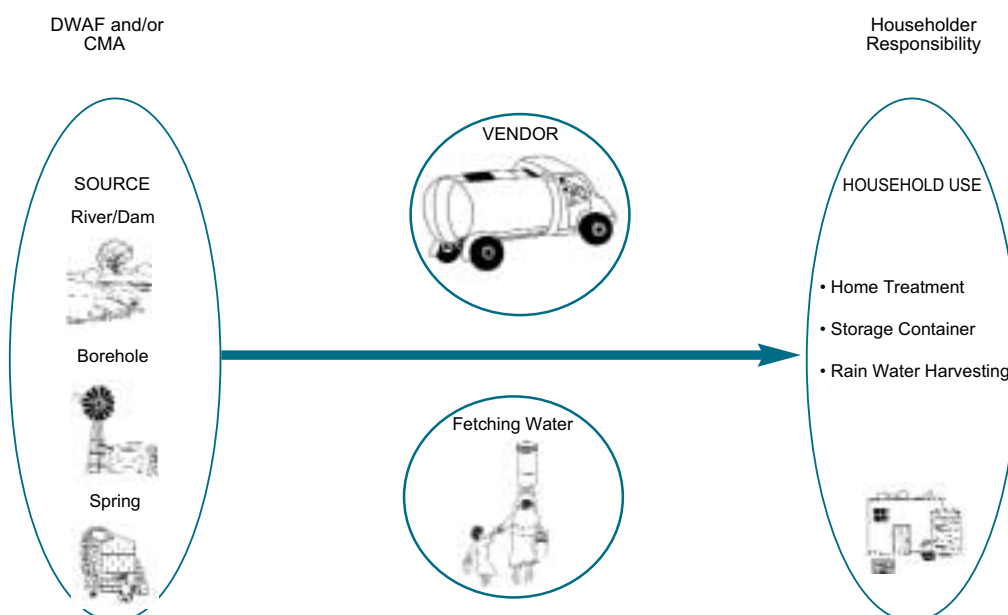 DWAF and/or
CMA
SOURCE
River/Dam
Borehole
Spring
VENDOR
Fetching Water
Householder
Responsibility
HOUSEHOLD USE
• Home Treatment
• Storage Container
• Rain Water Harvesting